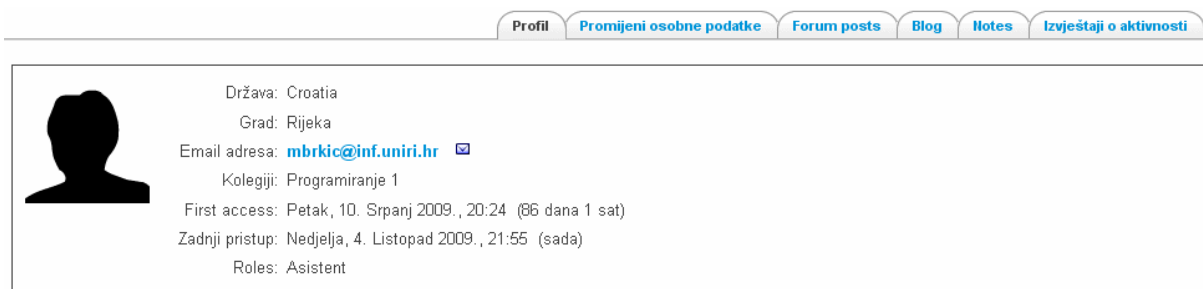 Profil Promijeni osobne podatke Forum posts Blog Notes Izvještaji o aktivnosti
Država: Croatia
Grad: Rijeka
Email adresa: mbrkic@inf.uniri.hr
Kolegiji: Programiranje 1
First access: Petak, 10. Srpanj 2009., 20:24 (86 dana 1 sat)
Zadnji pristup: Nedjelja, 4. Listopad 2009., 21:55 (sada)
Roles: Asistent